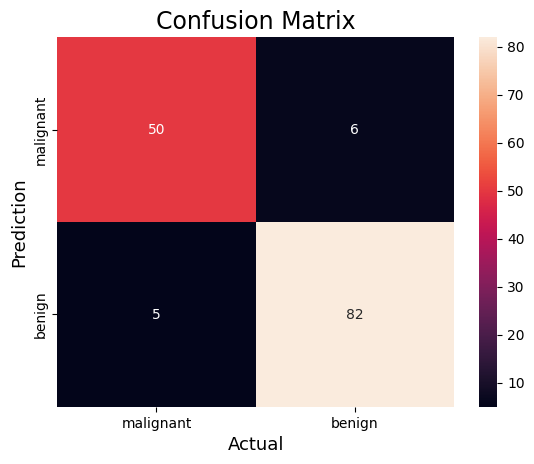 Confusion Matrix
Prediction
malignant
benign
50
6
5
82
malignant
benign
Actual
80
70
60
50
40
30
20
10